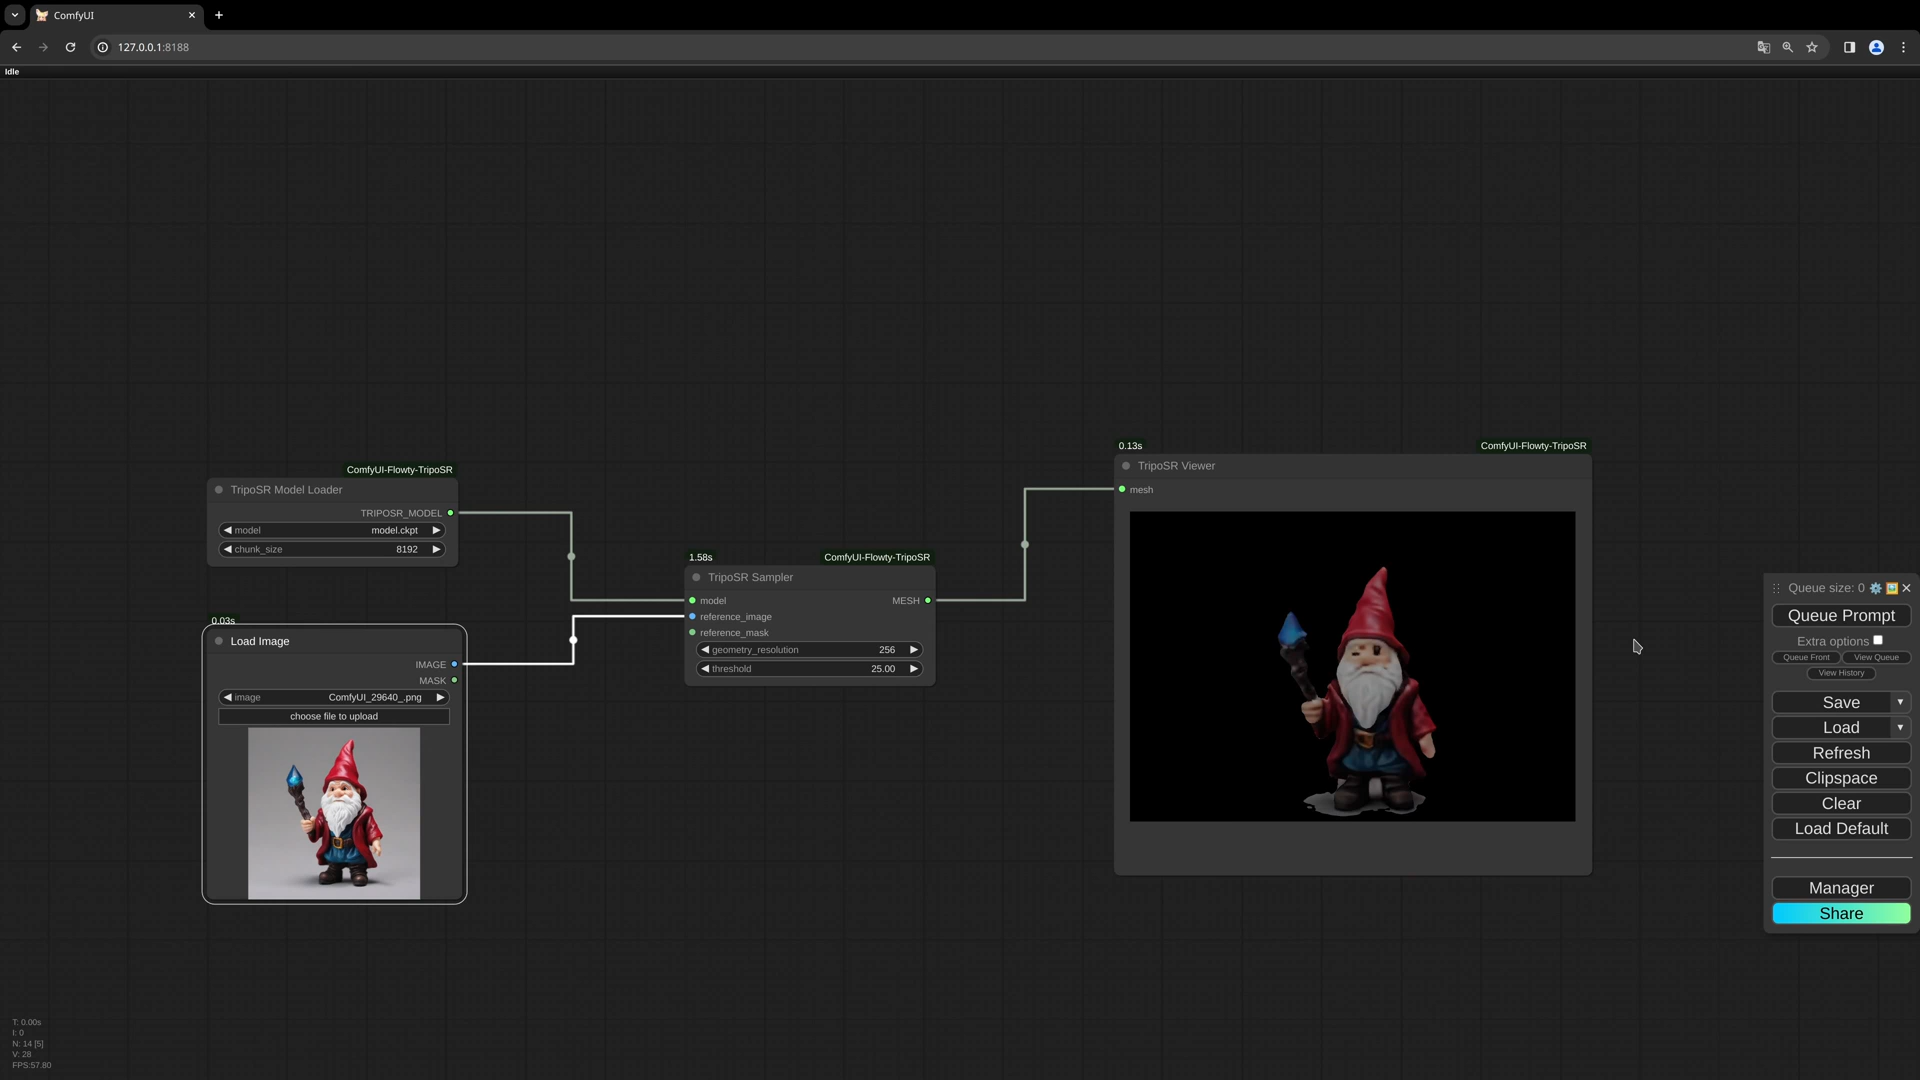 ComfyUI
127.0.0.1:8188
Idle
ComfyUI-Flowty-TripoSR
TripoSR Model Loader
TRIPOSR_MODEL
model model.ckpt
chunk_size 8192
0.03s
Load Image
IMAGE
MASK
image ComfyUI_29640_.png
choose file to upload
1.58s ComfyUI-Flowty-TripoSR
TripoSR Sampler
model MESH
reference_image
reference_mask
geometry_resolution 256
threshold 25.00
0.13s ComfyUI-Flowty-TripoSR
TripoSR Viewer
mesh
Queue size: 0
Queue Prompt
Extra options
Queue Front View Queue
View History
Save
Load
Refresh
Clipspace
Clear
Load Default
Manager
Share
T: 0.00s
I: 0
N: 14 [5]
V: 28
FPS:57.80